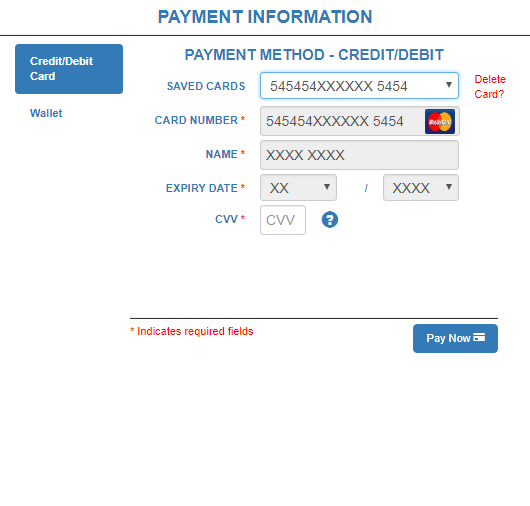 PAYMENT INFORMATION
Credit/Debit
Card
Wallet
PAYMENT METHOD - CREDIT/DEBIT
SAVED CARDS 545454XXXXXX 5454 Delete
Card?
CARD NUMBER * 545454XXXXXX 5454 MasterCard
NAME * XXXX XXXX
EXPIRY DATE * XX / XXXX
CVV * CVV ?
* Indicates required fields
Pay Now